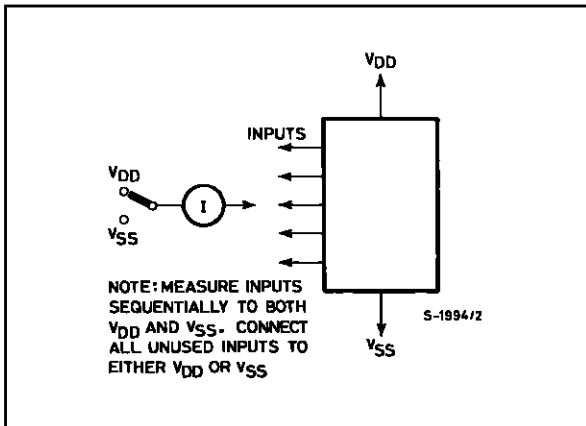 VDD
INPUTS
VDD
I
VSS
NOTE: MEASURE INPUTS
SEQUENTIALLY TO BOTH
VDD AND VSS. CONNECT
ALL UNUSED INPUTS TO
EITHER VDD OR VSS
S-1994/2
VSS